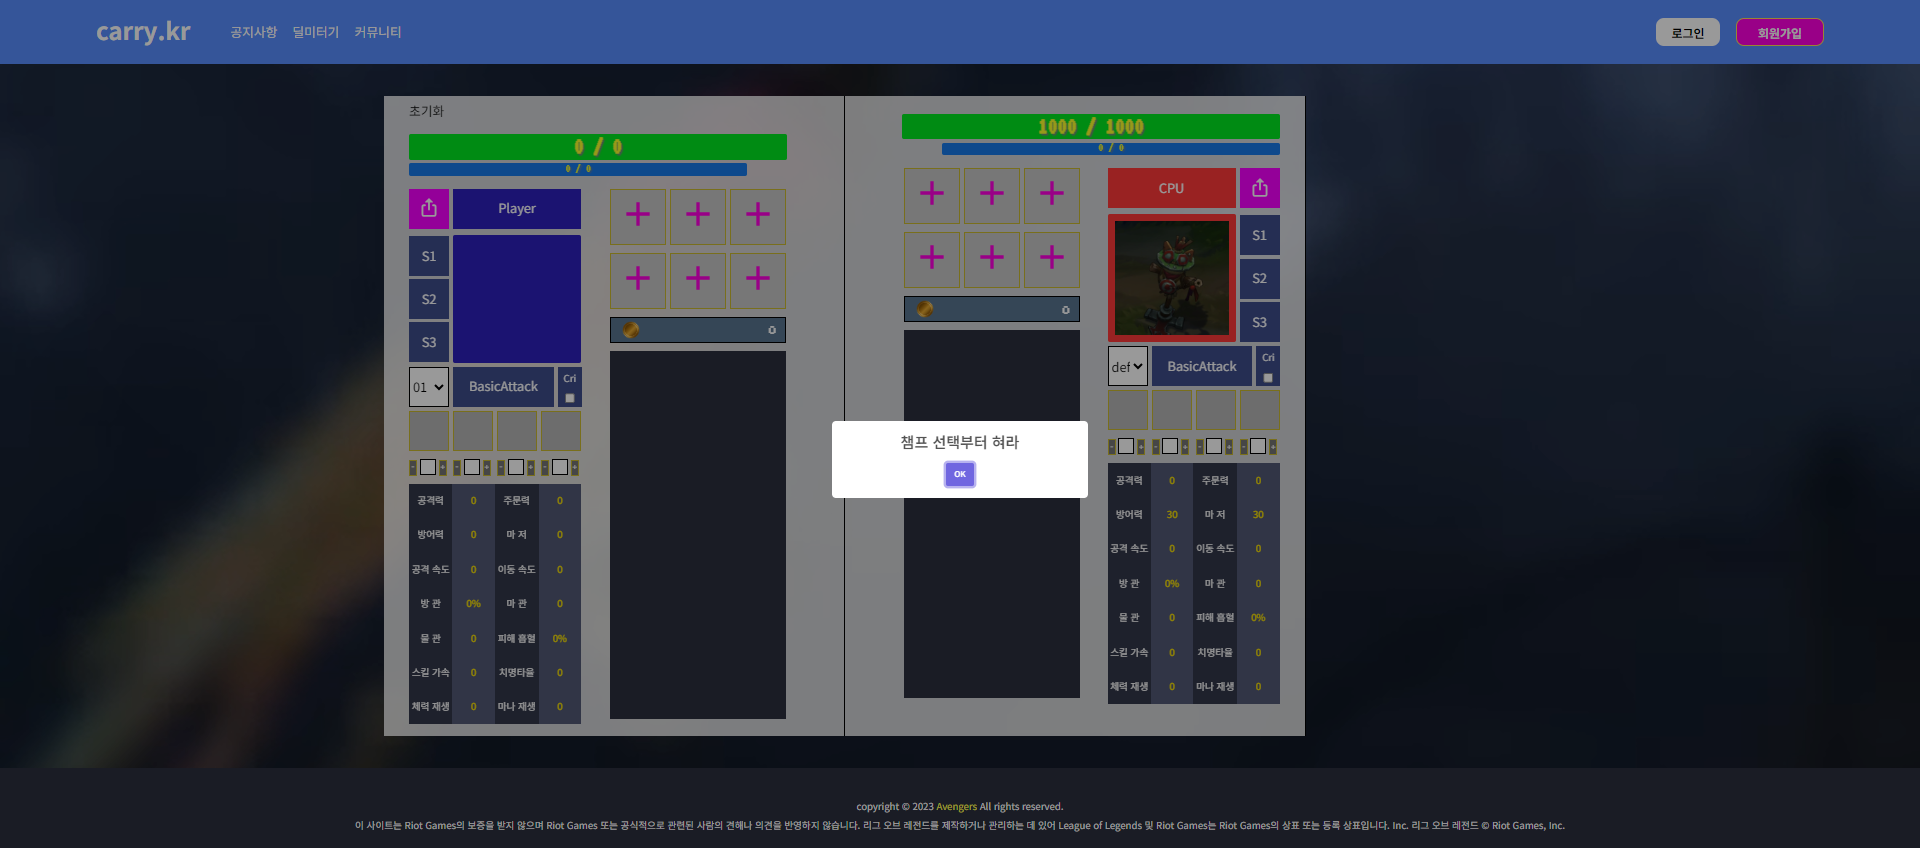 carry.kr 공지사항 딜미터기 커뮤니티 로그인 회원가입
초기화
0 / 0
0 / 0
Player
S1
S2
S3
01 BasicAttack Cri
- + - + - + - +
0
공격력 0 주문력 0
방어력 0 마 저 0
공격 속도 0 이동 속도 0
방 관 0% 마 관 0
물 관 0 피해 흡혈 0%
스킬 가속 0 치명타율 0
체력 재생 0 마나 재생 0
1000 / 1000
0 / 0
CPU
S1
S2
S3
0
def BasicAttack Cri
- + - + - + - +
공격력 0 주문력 0
방어력 30 마 저 30
공격 속도 0 이동 속도 0
방 관 0% 마 관 0
물 관 0 피해 흡혈 0%
스킬 가속 0 치명타율 0
체력 재생 0 마나 재생 0
챔프 선택부터 혀라
OK
copyright © 2023 Avengers All rights reserved.
이 사이트는 Riot Games의 보증을 받지 않으며 Riot Games 또는 공식적으로 관련된 사람의 견해나 의견을 반영하지 않습니다. 리그 오브 레전드를 제작하거나 관리하는 데 있어 League of Legends 및 Riot Games는 Riot Games의 상표 또는 등록 상표입니다. Inc. 리그 오브 레전드 © Riot Games, Inc.